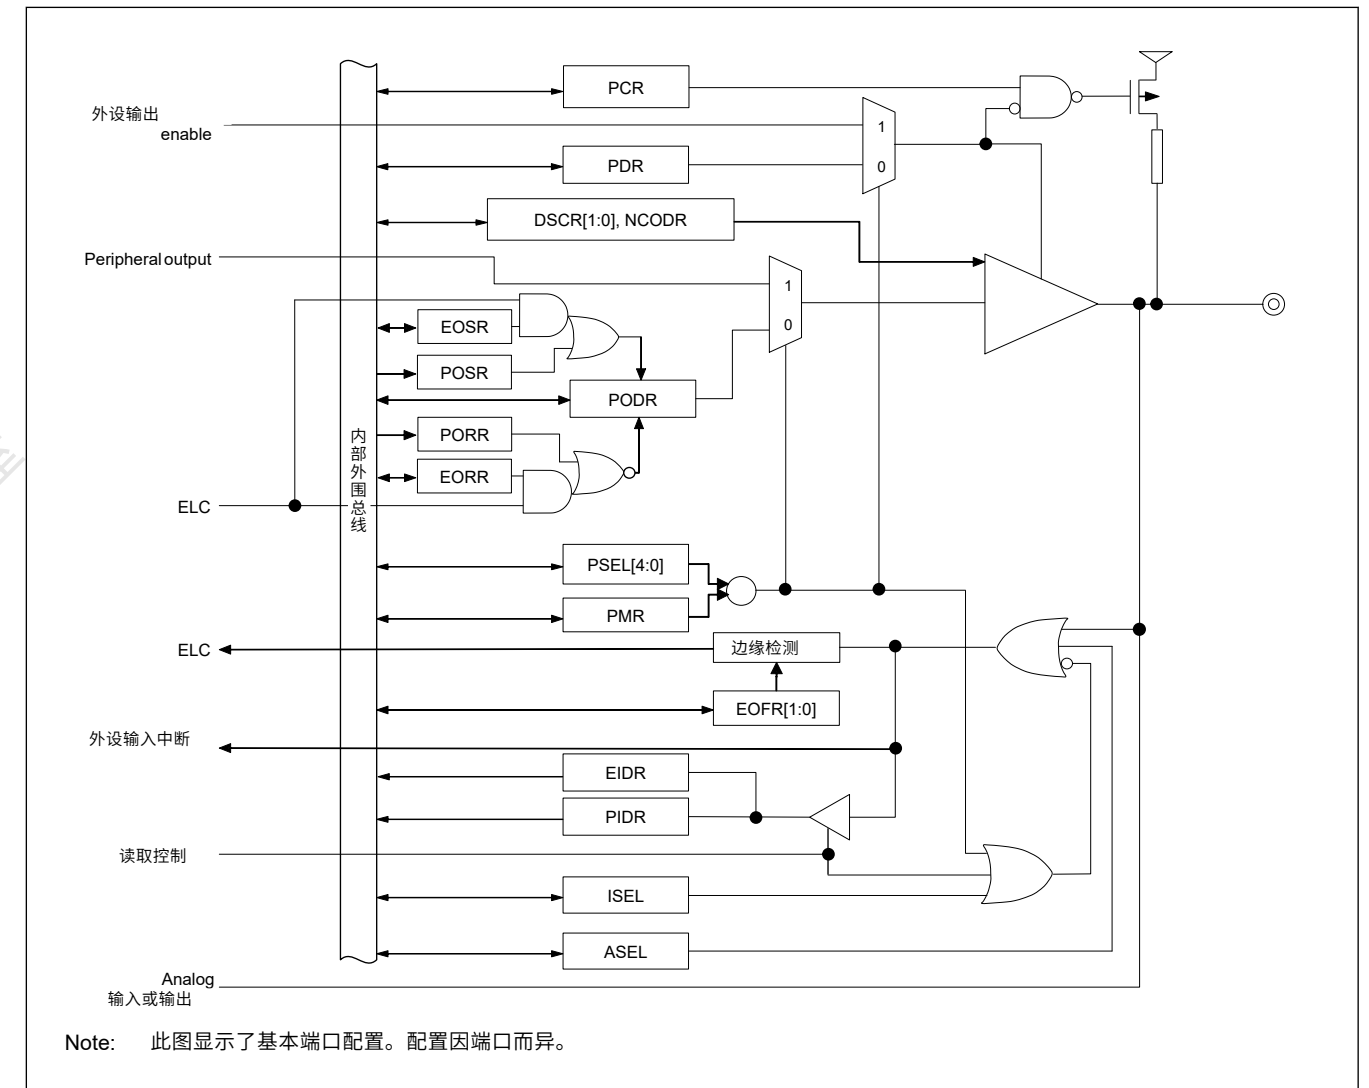 PCR
外设输出
enable
1
0
PDR
DSCR[1:0], NCODR
Peripheral output
1
0
EOSR
POSR
PODR
PORR
EORR
内部外围总线
ELC
PSEL[4:0]
PMR
ELC
边缘检测
EOFR[1:0]
外设输入中断
EIDR
PIDR
读取控制
ISEL
ASEL
Analog
输入或输出
Note: 此图显示了基本端口配置。配置因端口而异。